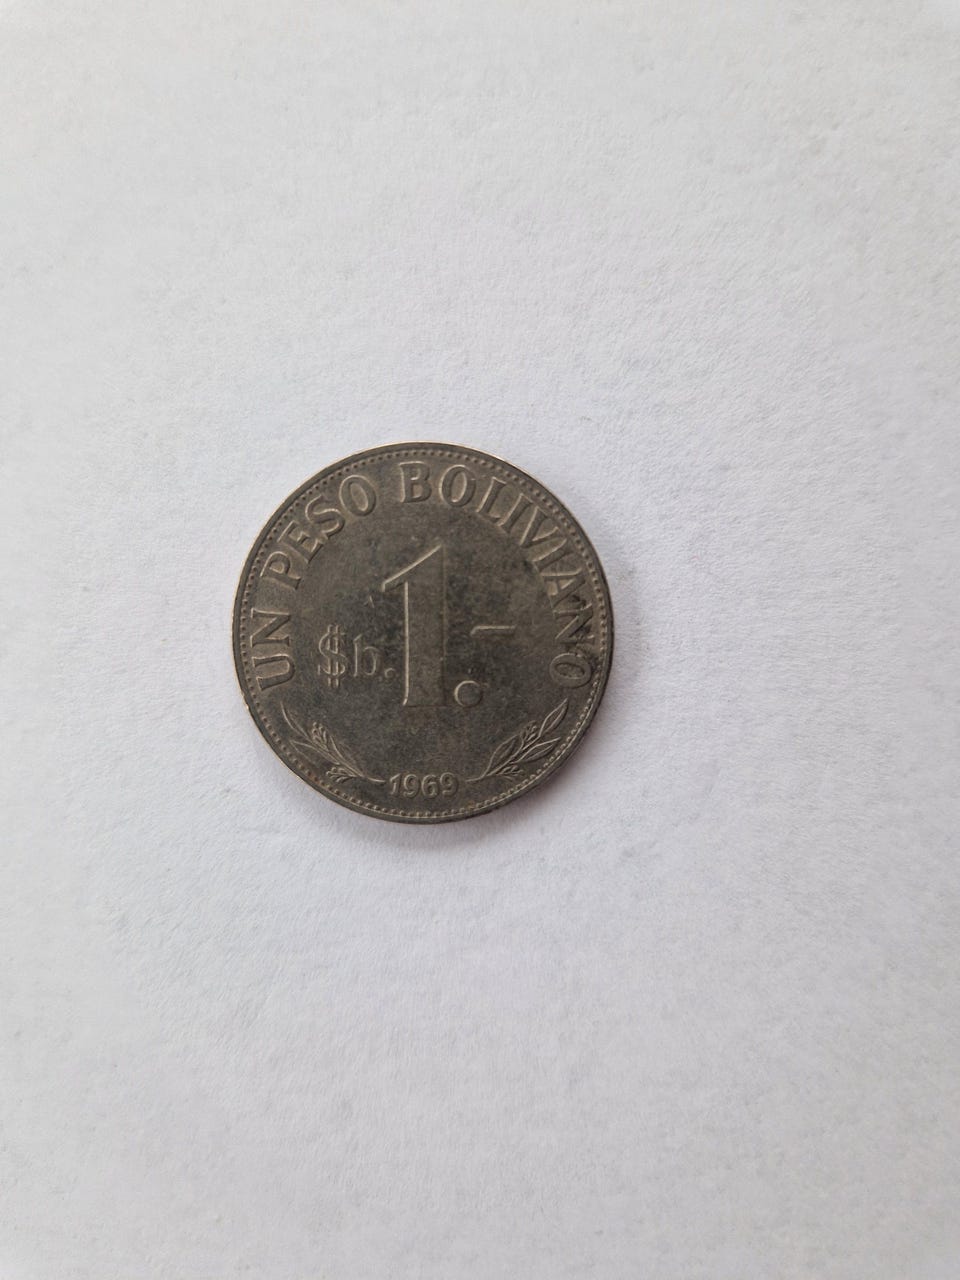 UN PESO BOLIVIANO
$b. 1.-
1969